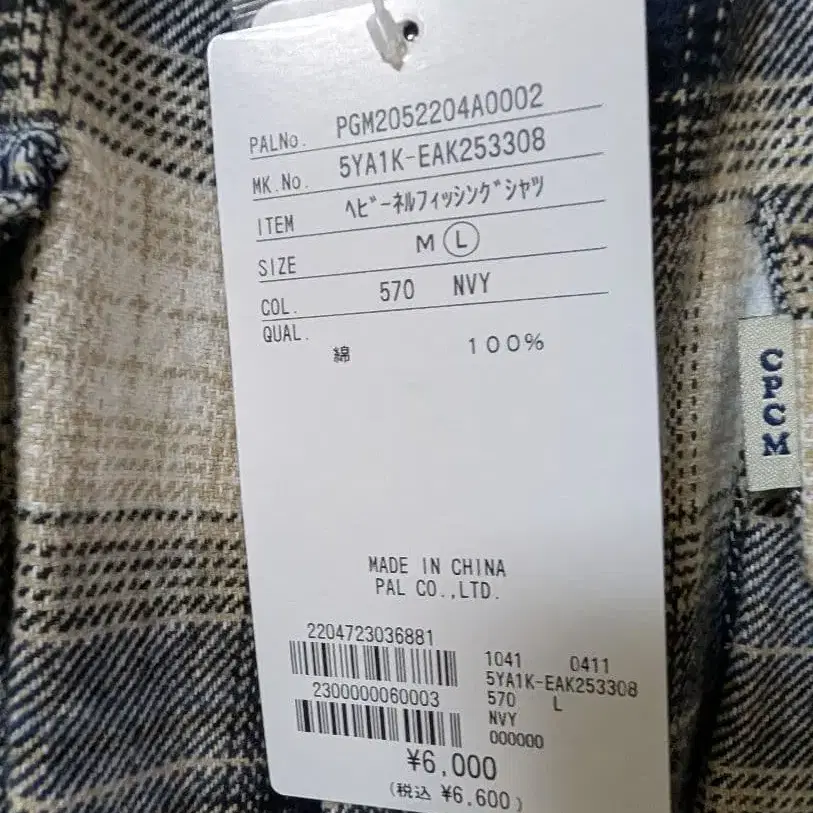 PALNo. PGM2052204A0002
MK.No. 5YA1K-EAK253308
ITEM ﾍﾋﾞｰﾈﾙﾌｨｯｼﾝｸﾞｼｬﾂ
SIZE M L
COL. 570 NVY
QUAL.
綿 100%
MADE IN CHINA
PAL CO.,LTD.
2204723036881
2300000060003
1041 0411
5YA1K-EAK253308
570 L
NVY
000000
¥6,000
(税込 ¥6,600)
CPCM